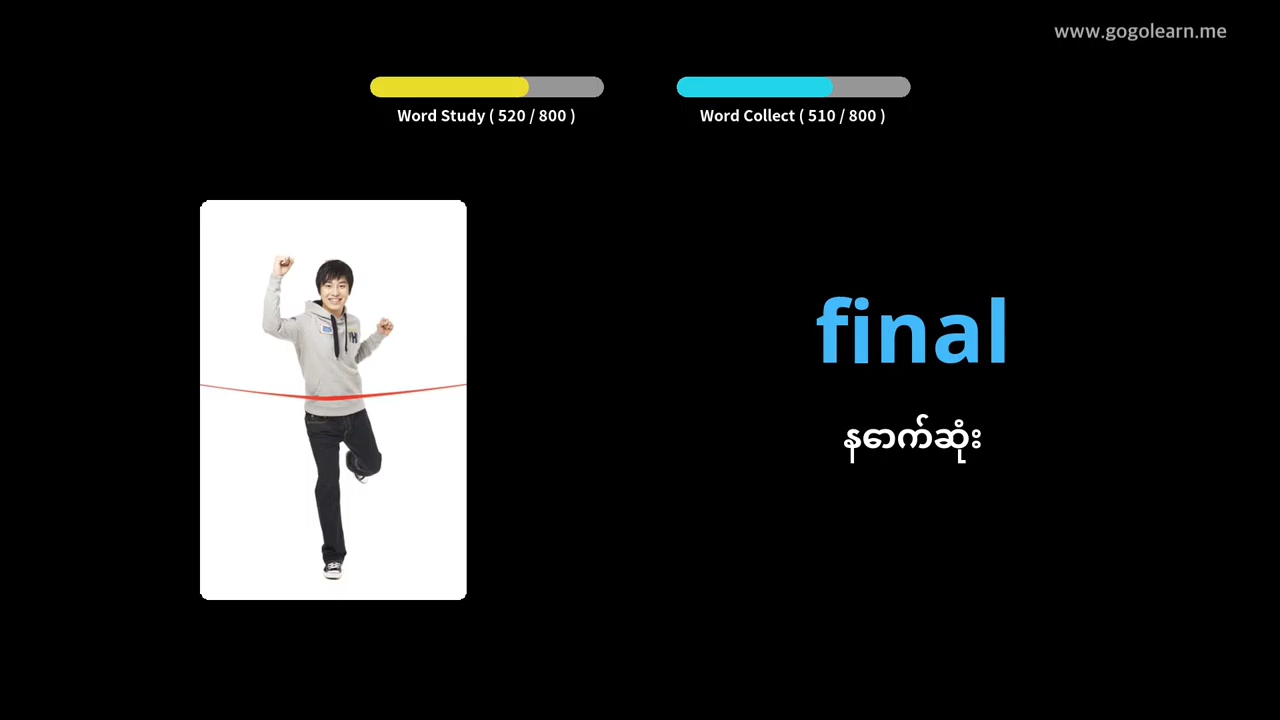 www.gogolearn.me
Word Study ( 520 / 800 )
Word Collect ( 510 / 800 )
final
နောက်ဆုံး